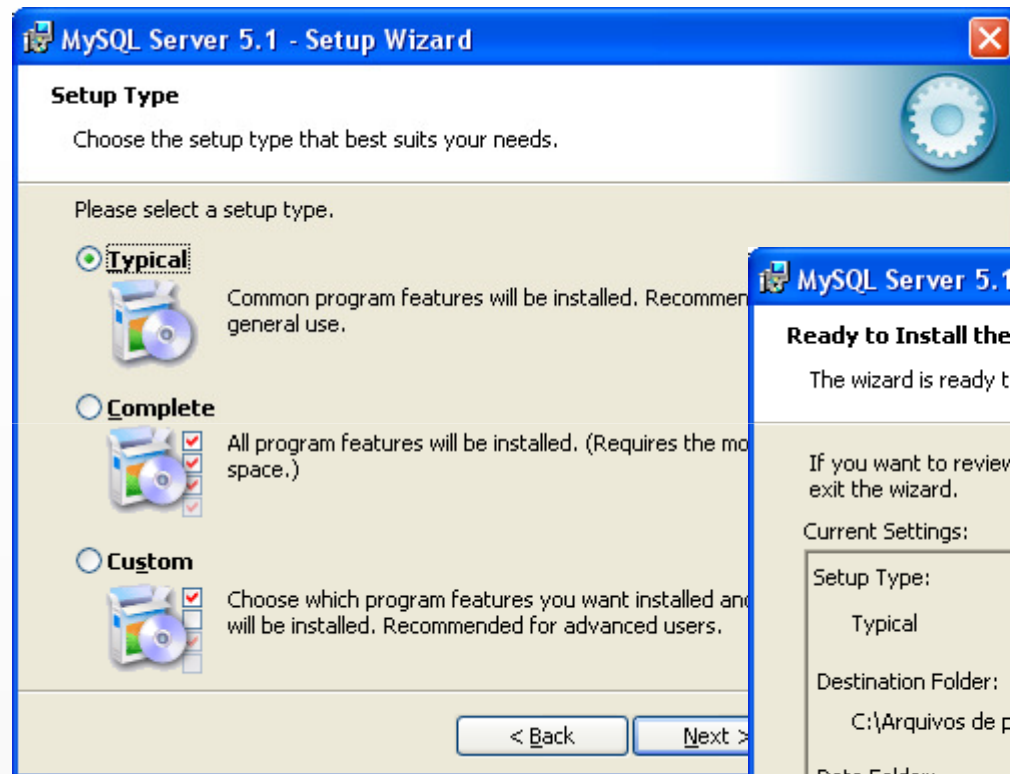 MySQL Server 5.1 - Setup Wizard
Setup Type
Choose the setup type that best suits your needs.
Please select a setup type.
Typical
Common program features will be installed.
general use.
Complete
All program features will be installed. (Requires the
space.)
Custom
Choose which program features you want installed
will be installed. Recommended for advanced users.
< Back
Next >
MySQL Server 5.1
Ready to Install the
The wizard is ready
If you want to review
exit the wizard.
Current Settings:
Setup Type:
Typical
Destination Folder:
C:\Arquivos de